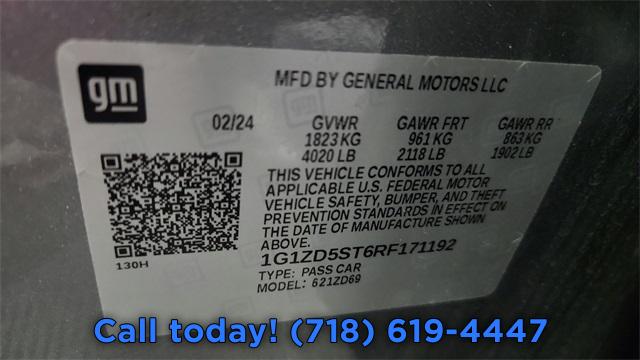 gm
MFD BY GENERAL MOTORS LLC
02/24 GVWR GAWR FRT GAWR RR
1823 KG 961 KG 863 KG
4020 LB 2118 LB 1902 LB
THIS VEHICLE CONFORMS TO ALL
APPLICABLE U.S. FEDERAL MOTOR
VEHICLE SAFETY, BUMPER, AND THEFT
PREVENTION STANDARDS IN EFFECT ON
THE DATE OF MANUFACTURE SHOWN
ABOVE.
1G1ZD5ST6RF171192
130H
TYPE: PASS CAR
MODEL: 621ZD69
Call today! (718) 619-4447